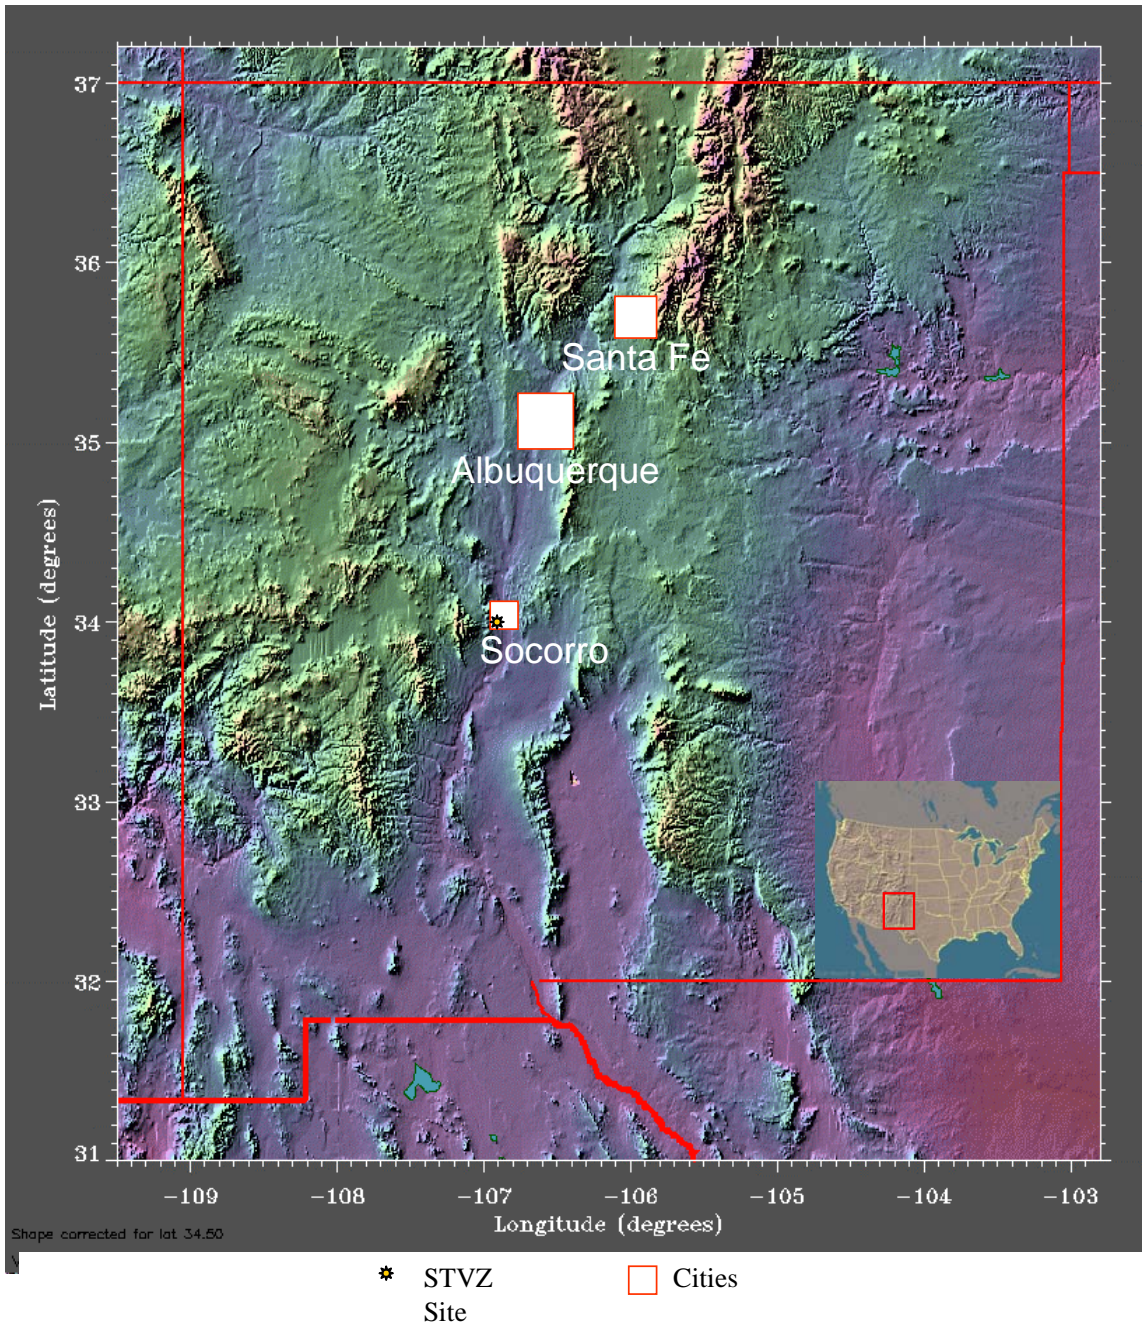 37
36
Santa Fe
35
Albuquerque
Latitude (degrees)
34
Socorro
33
32
31
-109 -108 -107 -106 -105 -104 -103
Longitude (degrees)
Shape corrected for lat 34.50
STVZ
Site
Cities